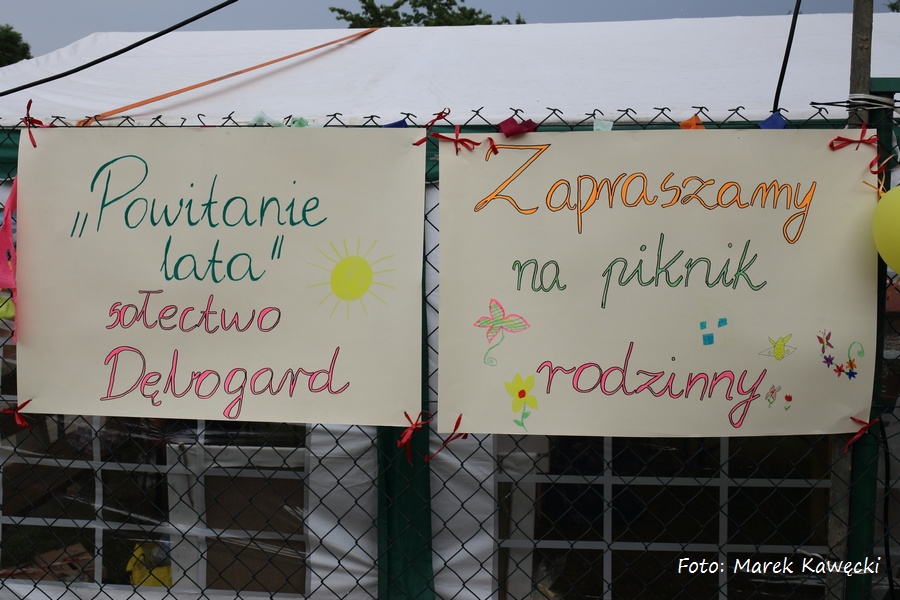 „Powitanie
lata”
sołectwo
Dębogard
Zapraszamy
na piknik
rodzinny
Foto: Marek Kawęcki